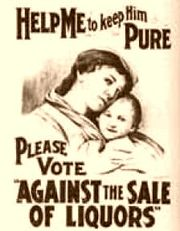 HELP ME to keep Him
PURE
PLEASE
VOTE
"AGAINST THE SALE
OF LIQUORS"